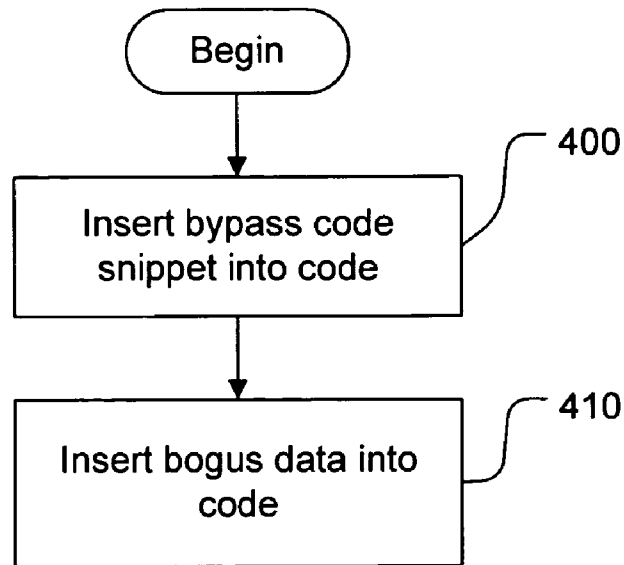 Begin
400
Insert bypass code
snippet into code
410
Insert bogus data into
code